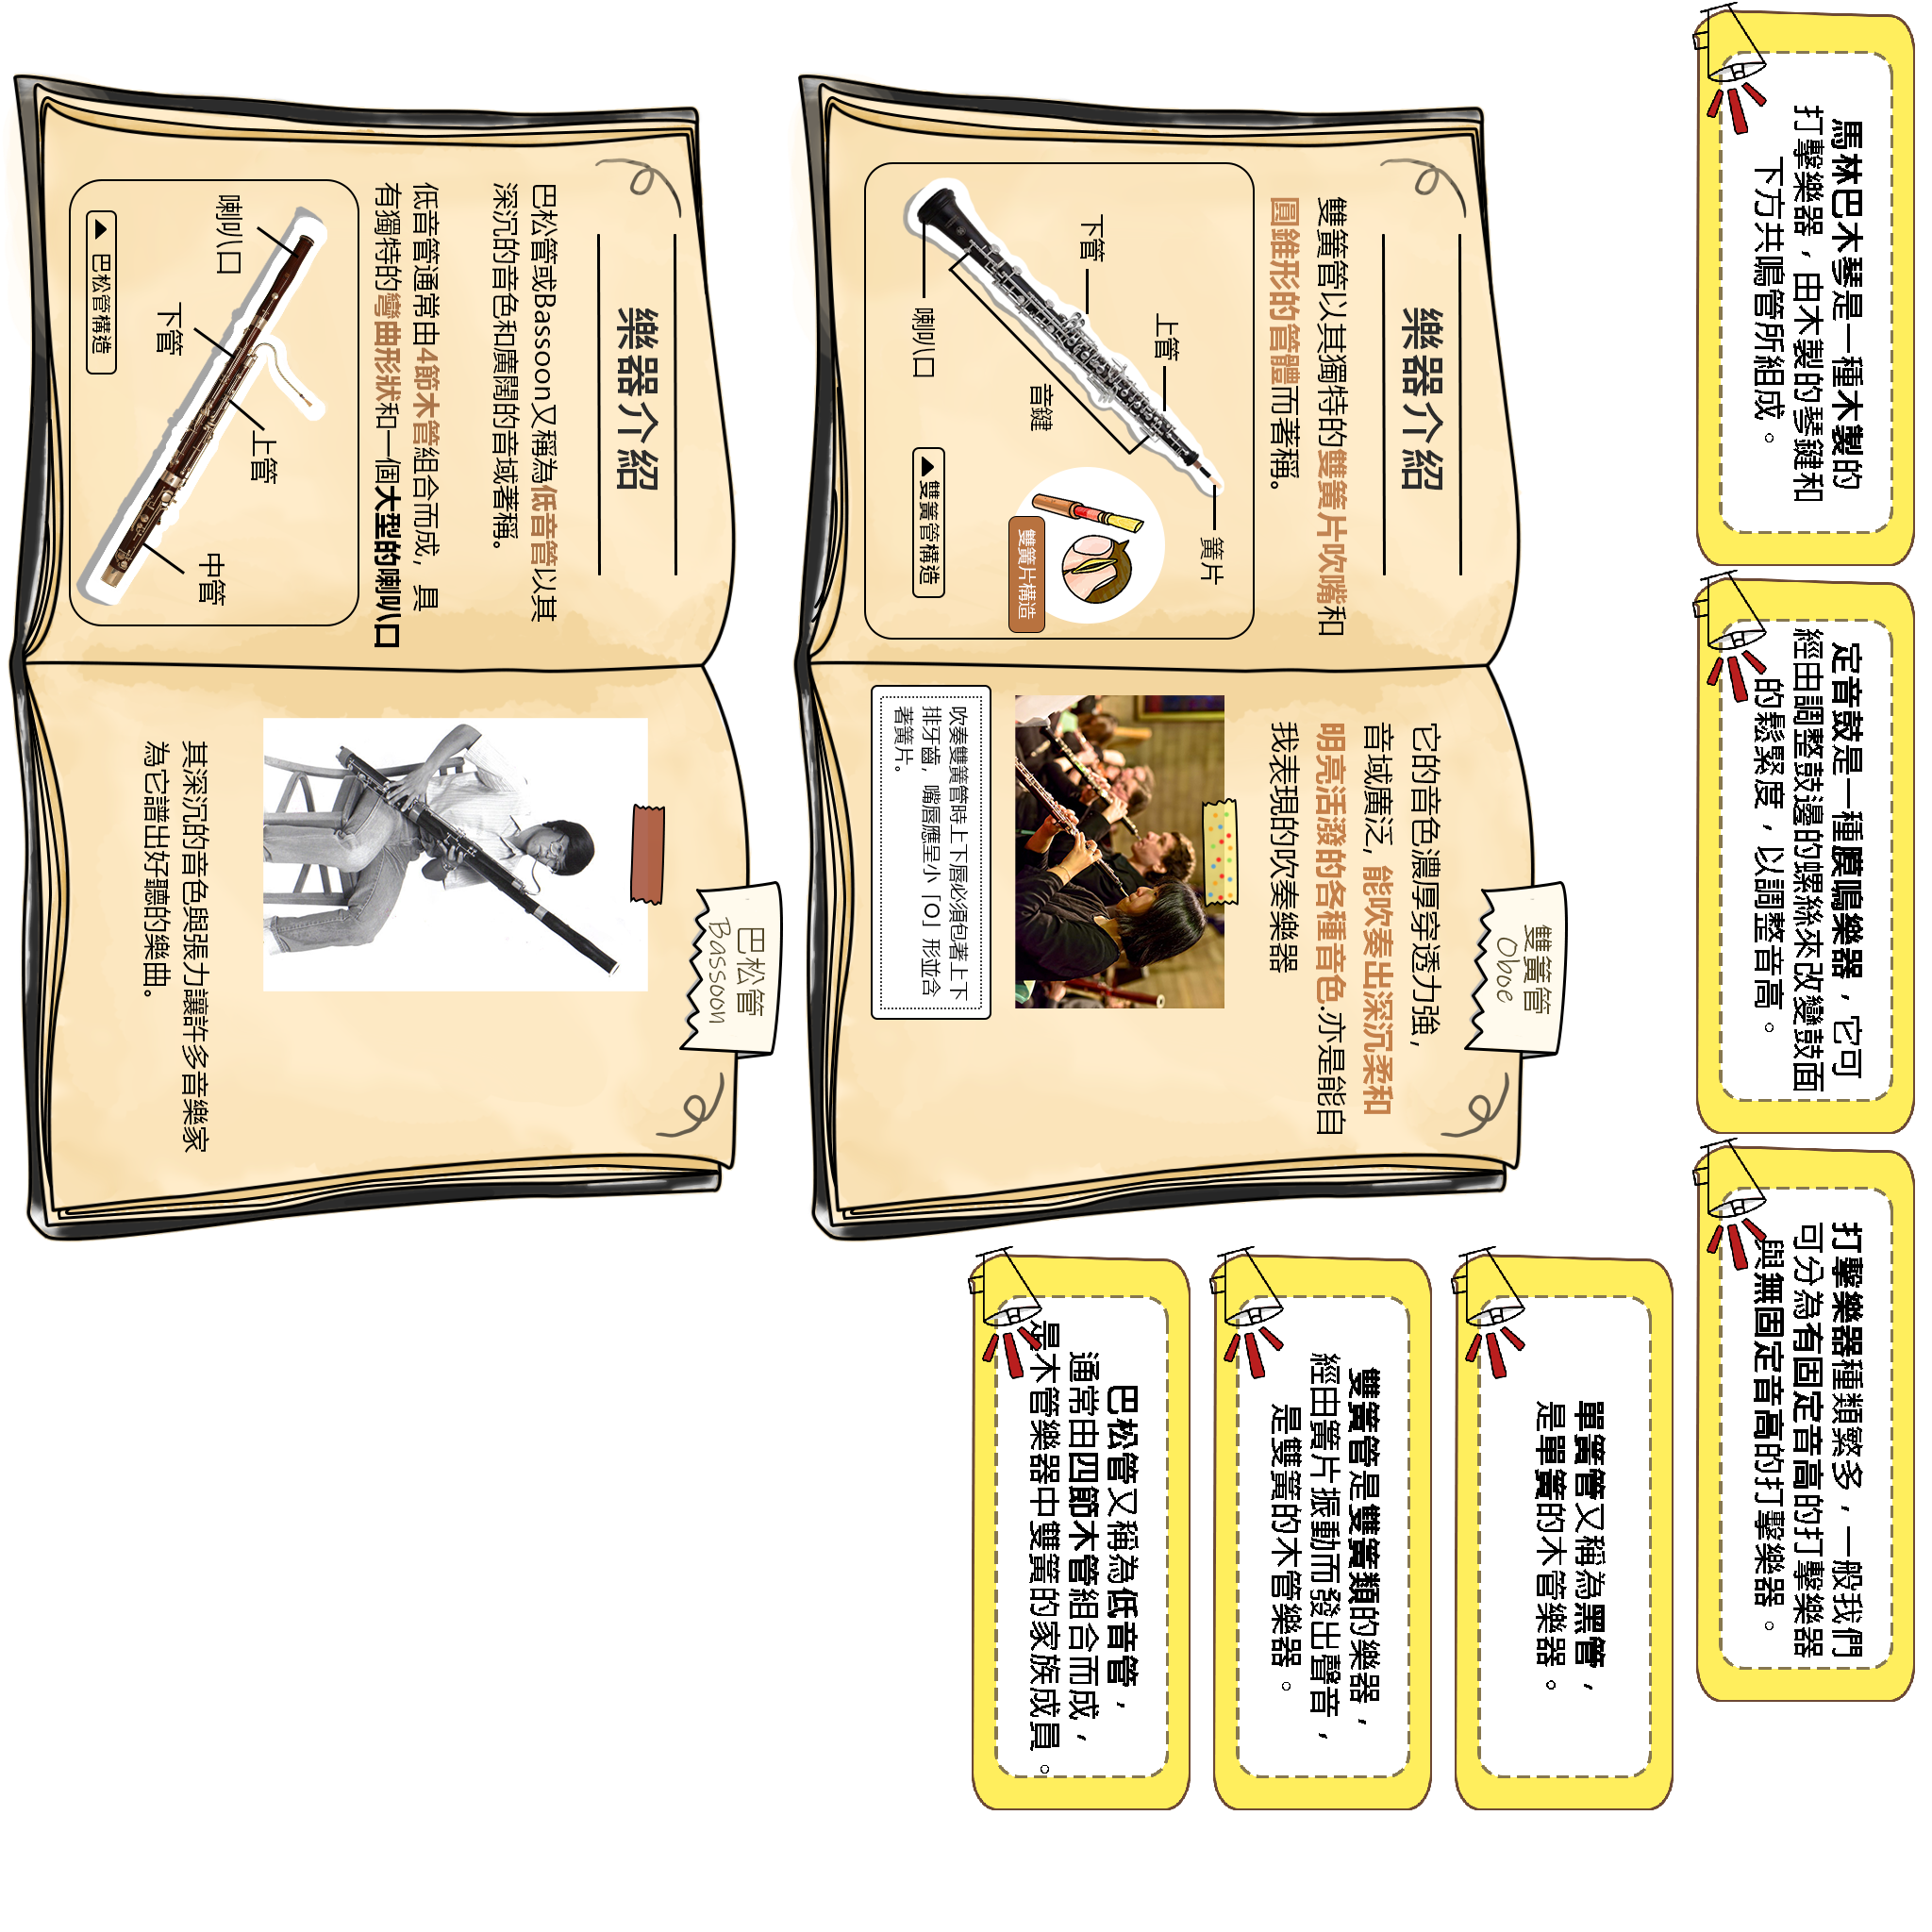 馬林巴木琴是一種木製的
打擊樂器，由木製的琴鍵和
下方共鳴管所組成。
定音鼓是一種膜鳴樂器，它可
經由調整鼓邊的螺絲來改變鼓面
的鬆緊度，以調整音高。
打擊樂器種類繁多，一般我們
可分為有固定音高的打擊樂器
與無固定音高的打擊樂器。
雙簧管
Oboe
樂器介紹
雙簧管以其獨特的雙簧片吹嘴和
圓錐形的管體而著稱。
下管
上管
簧片
音鍵
喇叭口
雙簧片構造
▲雙簧管構造
它的音色濃厚穿透力強,
音域廣泛, 能吹奏出深沉柔和
明亮活潑的各種音色.亦是能自
我表現的吹奏樂器
吹奏雙簧管時上下唇必須包著上下
排牙齒，嘴唇應呈小「O」形並含
著簧片。
巴松管
Bassoon
樂器介紹
巴松管或Bassoon又稱為低音管以其
深沉的音色和廣闊的音域著稱。
低音管通常由4節木管組合而成，具
有獨特的彎曲形狀和一個大型的喇叭口
喇叭口
下管
上管
中管
▲ 巴松管構造
其深沉的音色與張力讓許多音樂家
為它譜出好聽的樂曲。
單簧管又稱為黑管，
是單簧的木管樂器。
雙簧管是雙簧類的樂器，
經由簧片振動而發出聲音，
是雙簧的木管樂器。
巴松管又稱為低音管，
通常由四節木管組合而成，
是木管樂器中雙簧的家族成員。